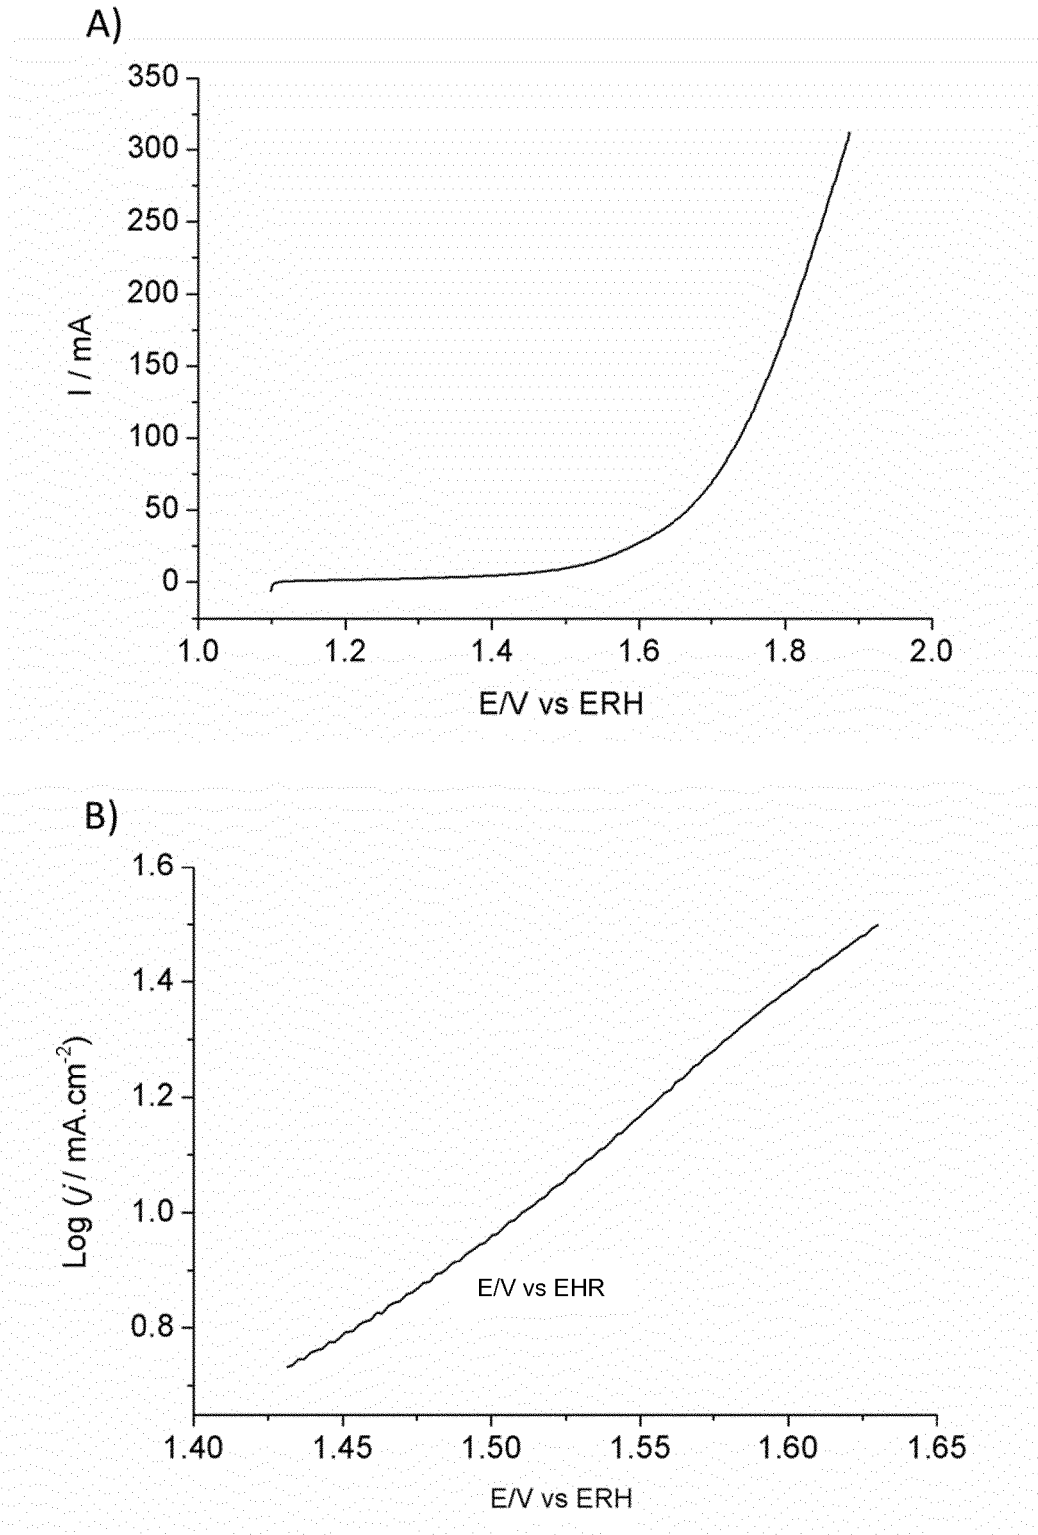 A)
350
300
250
200
150
100
50
0
I / mA
1.0 1.2 1.4 1.6 1.8 2.0
E/V vs ERH
B)
1.6
1.4
1.2
1.0
0.8
Log (j / mA.cm-2)
E/V vs EHR
1.40 1.45 1.50 1.55 1.60 1.65
E/V vs ERH